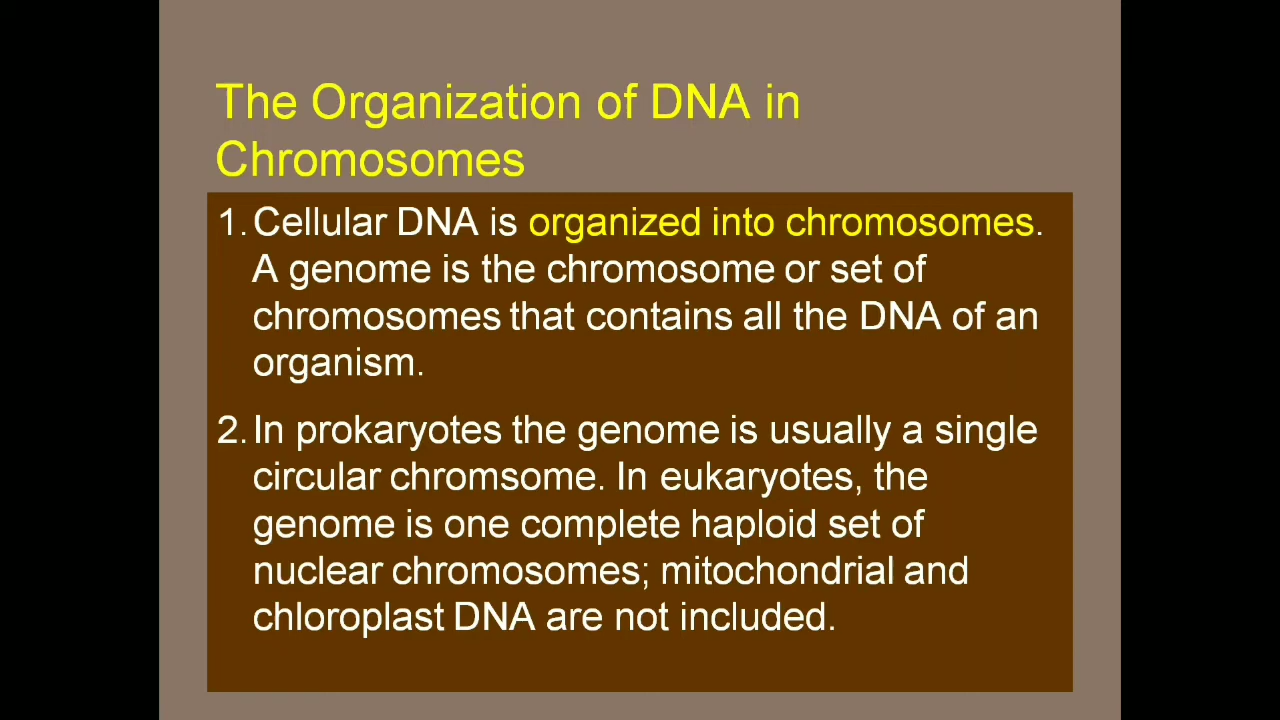 The Organization of DNA in
Chromosomes
1. Cellular DNA is organized into chromosomes.
A genome is the chromosome or set of
chromosomes that contains all the DNA of an
organism.
2. In prokaryotes the genome is usually a single
circular chromsome. In eukaryotes, the
genome is one complete haploid set of
nuclear chromosomes; mitochondrial and
chloroplast DNA are not included.